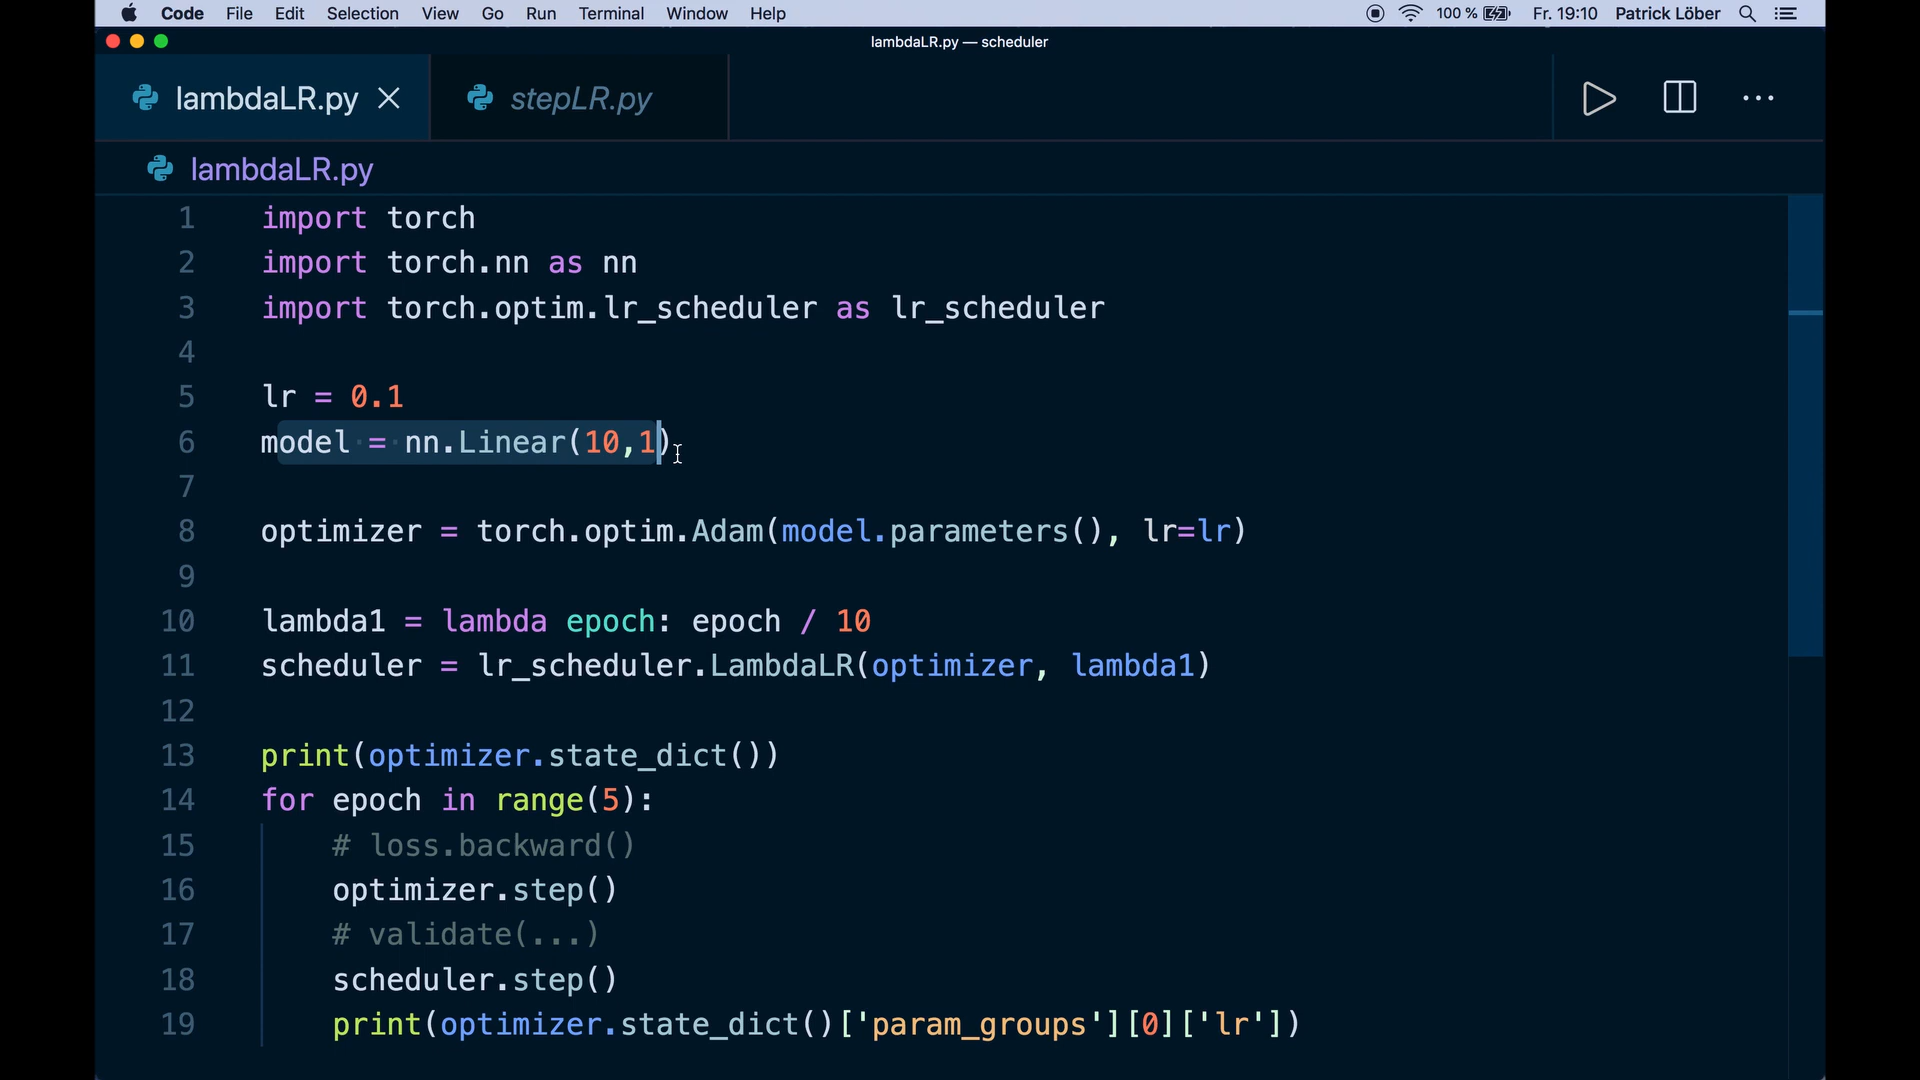 Code File Edit Selection View Go Run Terminal Window Help 100 % Fr. 19:10 Patrick Löber
lambdaLR.py — scheduler
lambdaLR.py stepLR.py
lambdaLR.py
1 import torch
2 import torch.nn as nn
3 import torch.optim.lr_scheduler as lr_scheduler
4
5 lr = 0.1
6 model = nn.Linear(10,1)
7
8 optimizer = torch.optim.Adam(model.parameters(), lr=lr)
9
10 lambda1 = lambda epoch: epoch / 10
11 scheduler = lr_scheduler.LambdaLR(optimizer, lambda1)
12
13 print(optimizer.state_dict())
14 for epoch in range(5):
15     # loss.backward()
16     optimizer.step()
17     # validate(...)
18     scheduler.step()
19     print(optimizer.state_dict()['param_groups'][0]['lr'])